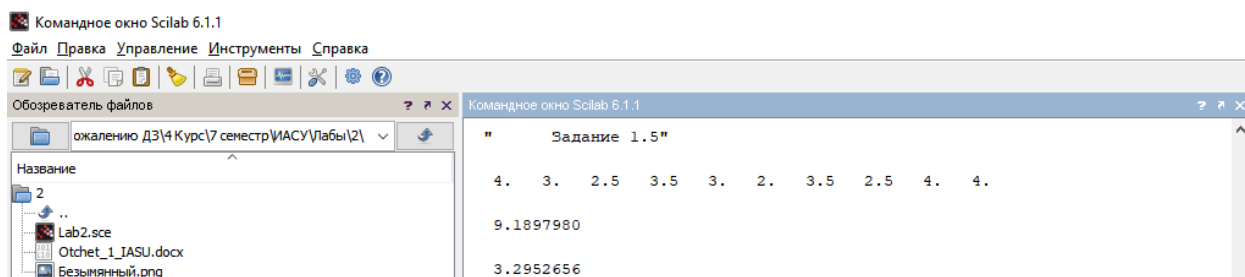 Командное окно Scilab 6.1.1
Файл Правка Управление Инструменты Справка
Обозреватель файлов ? ↗ X
ожалению ДЗ\4 Курс\7 семестр\ИАСУ\Лабы\2\
Название
2
..
Lab2.sce
Otchet_1_IASU.docx
Безымянный.png
Командное окно Scilab 6.1.1 ? ↗ X
" Задание 1.5"
4. 3. 2.5 3.5 3. 2. 3.5 2.5 4. 4.
9.1897980
3.2952656